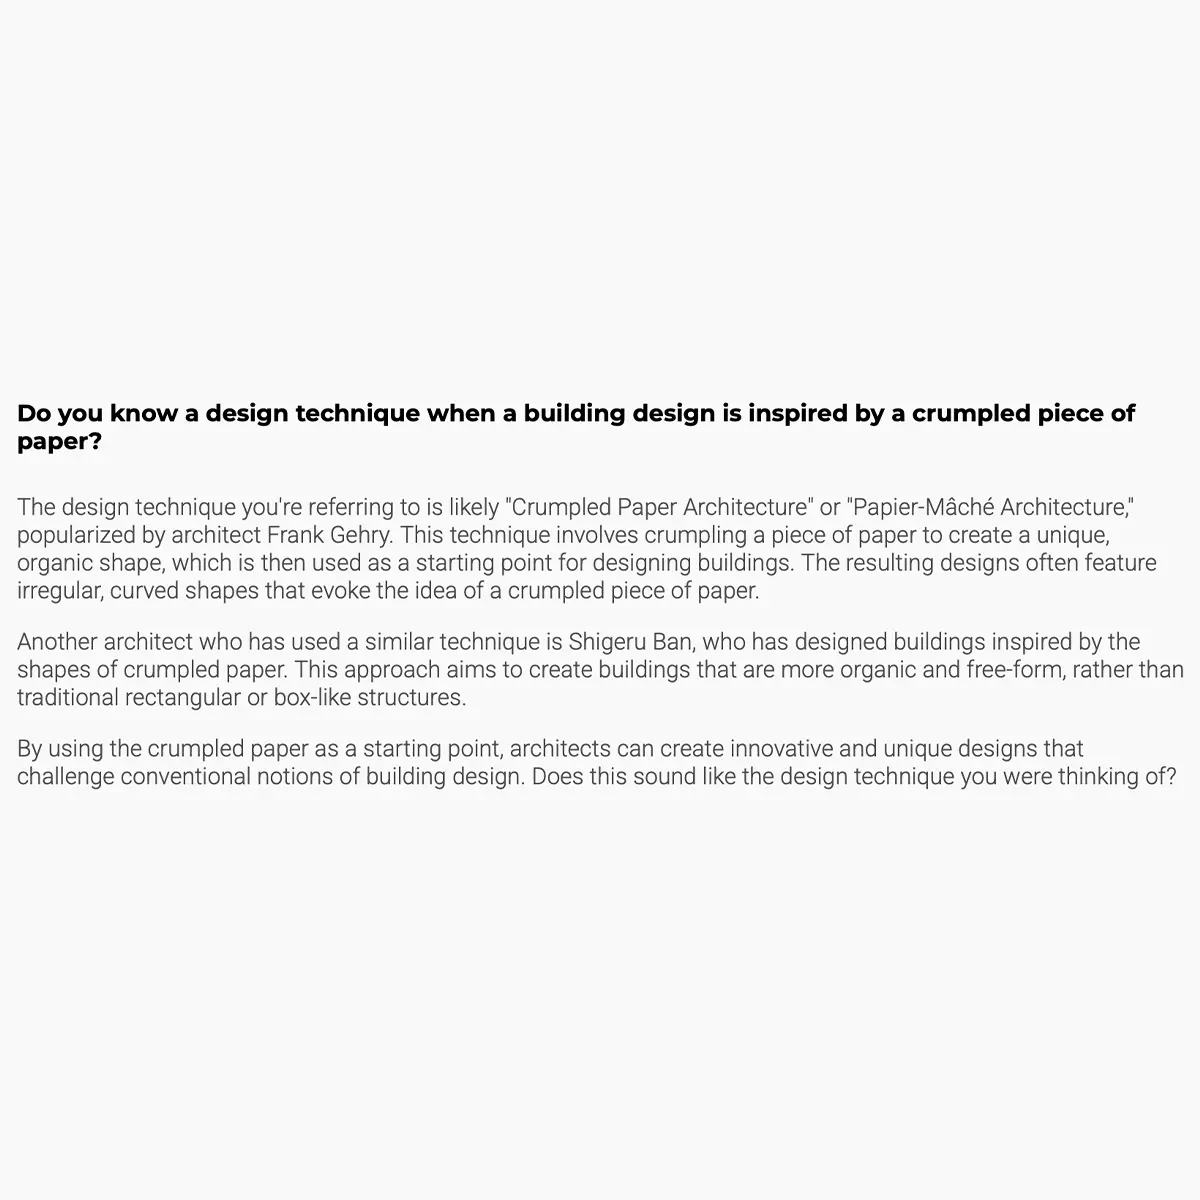 Do you know a design technique when a building design is inspired by a crumpled piece of
paper?
The design technique you're referring to is likely "Crumpled Paper Architecture" or "Papier-Mâché Architecture,"
popularized by architect Frank Gehry. This technique involves crumpling a piece of paper to create a unique,
organic shape, which is then used as a starting point for designing buildings. The resulting designs often feature
irregular, curved shapes that evoke the idea of a crumpled piece of paper.
Another architect who has used a similar technique is Shigeru Ban, who has designed buildings inspired by the
shapes of crumpled paper. This approach aims to create buildings that are more organic and free-form, rather than
traditional rectangular or box-like structures.
By using the crumpled paper as a starting point, architects can create innovative and unique designs that
challenge conventional notions of building design. Does this sound like the design technique you were thinking of?